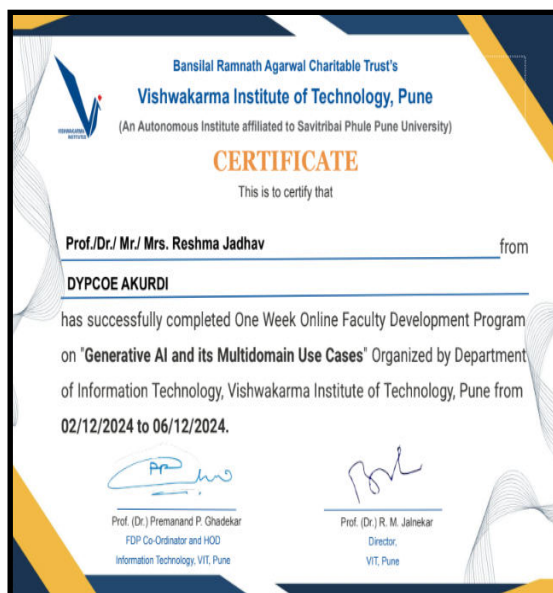 Bansilal Ramnath Agarwal Charitable Trust's
Vishwakarma Institute of Technology, Pune
(An Autonomous Institute affiliated to Savitribai Phule Pune University)
VISHWAKARMA
INSTITUTES
CERTIFICATE
This is to certify that
Prof./Dr./ Mr./ Mrs. Reshma Jadhav from
DYPCOE AKURDI
has successfully completed One Week Online Faculty Development Program
on "Generative AI and its Multidomain Use Cases" Organized by Department
of Information Technology, Vishwakarma Institute of Technology, Pune from
02/12/2024 to 06/12/2024.
Prof. (Dr.) Premanand P. Ghadekar
FDP Co-Ordinator and HOD
Information Technology, VIT, Pune
Prof. (Dr.) R. M. Jalnekar
Director,
VIT, Pune